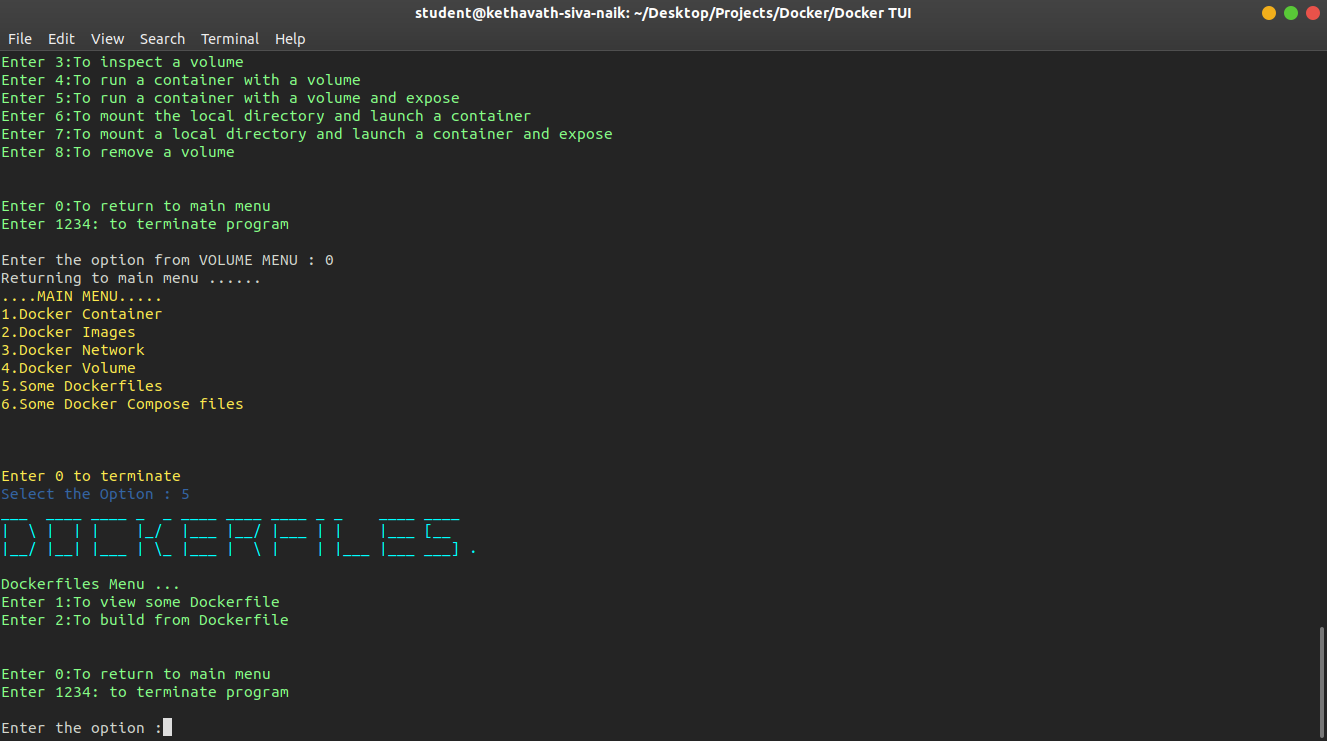 student@kethavath-siva-naik: ~/Desktop/Projects/Docker/Docker TUI
File Edit View Search Terminal Help
Enter 3:To inspect a volume
Enter 4:To run a container with a volume
Enter 5:To run a container with a volume and expose
Enter 6:To mount the local directory and launch a container
Enter 7:To mount a local directory and launch a container and expose
Enter 8:To remove a volume
Enter 0:To return to main menu
Enter 1234: to terminate program
Enter the option from VOLUME MENU : 0
Returning to main menu ......
....MAIN MENU.....
1.Docker Container
2.Docker Images
3.Docker Network
4.Docker Volume
5.Some Dockerfiles
6.Some Docker Compose files
Enter 0 to terminate
Select the Option : 5
DOCKERFILES.
Dockerfiles Menu ...
Enter 1:To view some Dockerfile
Enter 2:To build from Dockerfile
Enter 0:To return to main menu
Enter 1234: to terminate program
Enter the option :